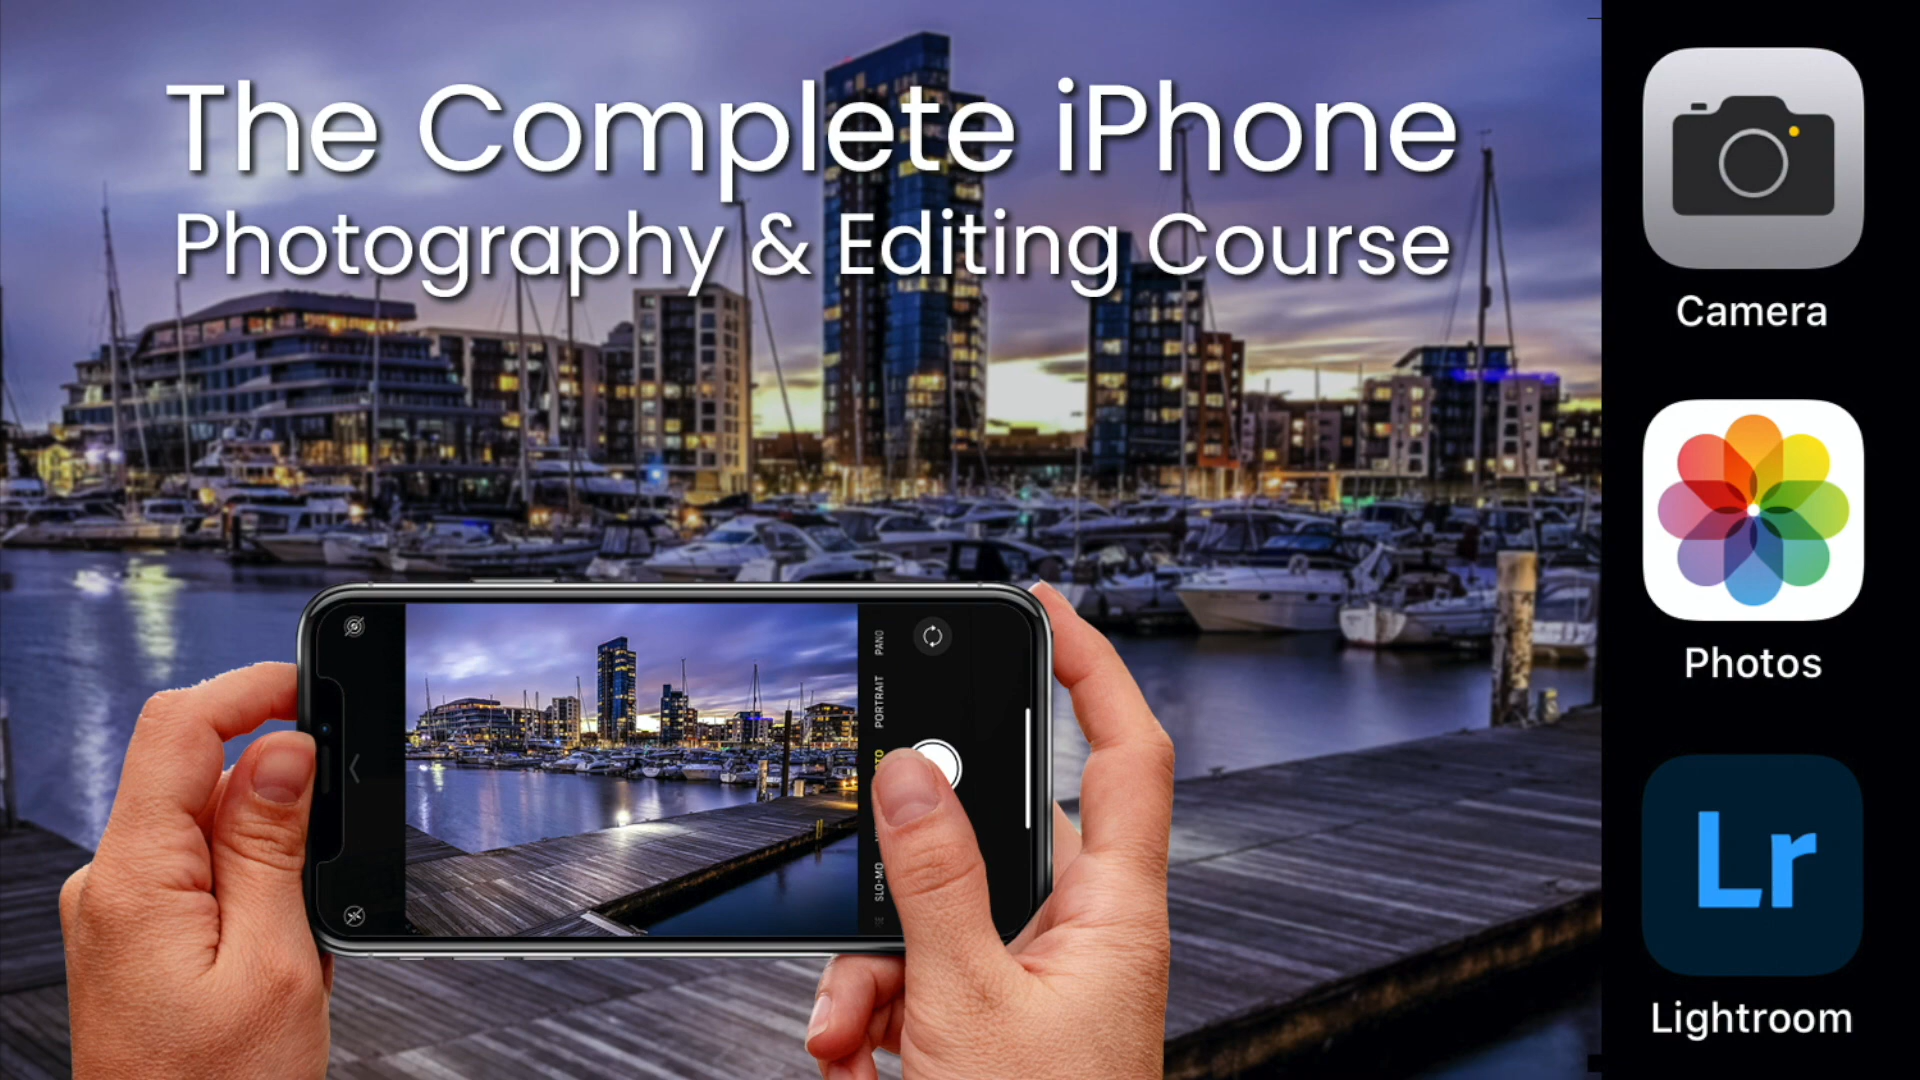 The Complete iPhone
Photography & Editing Course
Camera
Photos
Lr
Lightroom
PANO
PORTRAIT
SLO-MO